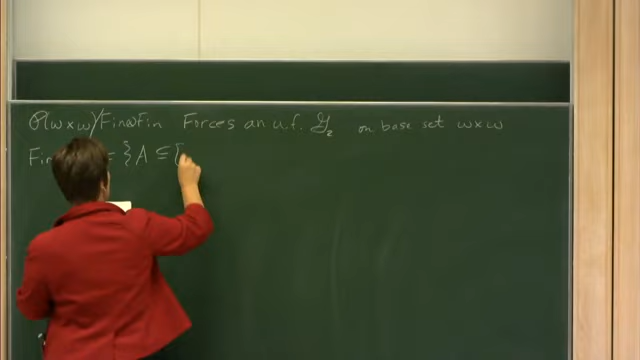 P(ω×ω)/Fin⊗Fin Forces an u.f. 𝒢₂ on base set ω×ω
Fin = {A ⊆ [